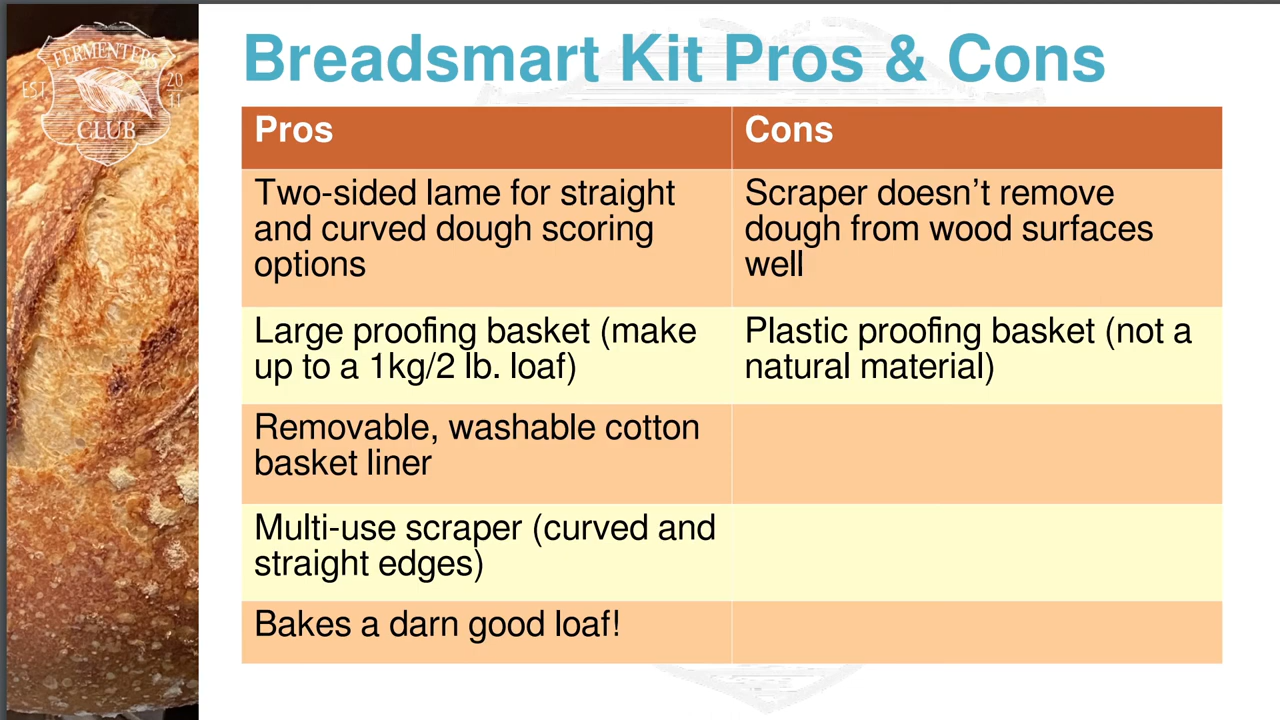 FERMENTERS
EST.
20
11
CLUB
Breadsmart Kit Pros & Cons
Pros
Cons
Two-sided lame for straight
and curved dough scoring
options
Scraper doesn’t remove
dough from wood surfaces
well
Large proofing basket (make
up to a 1kg/2 lb. loaf)
Plastic proofing basket (not a
natural material)
Removable, washable cotton
basket liner
Multi-use scraper (curved and
straight edges)
Bakes a darn good loaf!